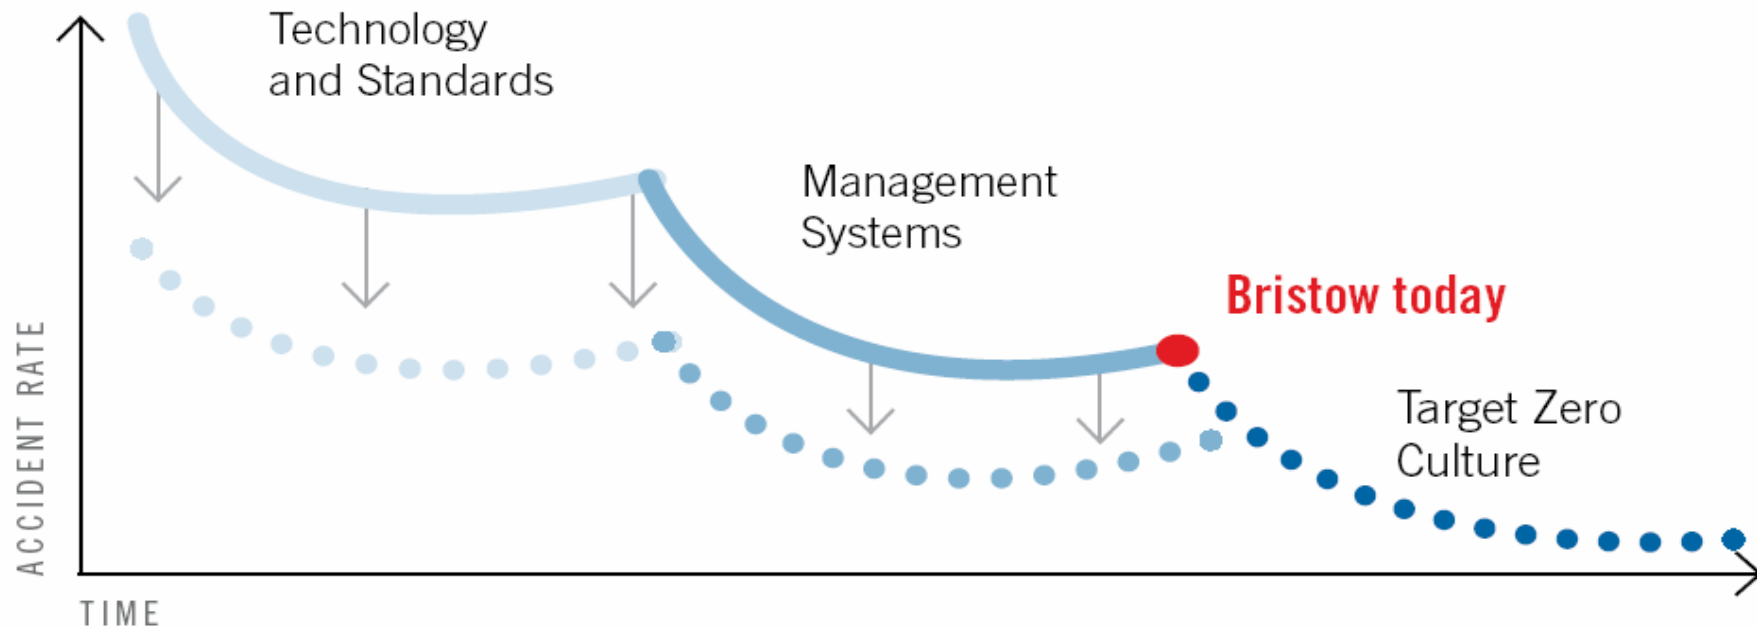 Technology
and Standards
Management
Systems
Bristow today
Target Zero
Culture
ACCIDENT RATE
TIME